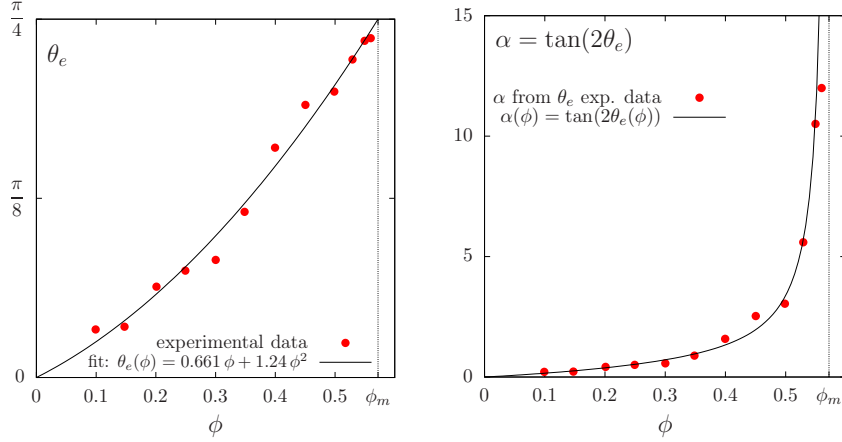 π/4
θ_e
π/8
experimental data
fit: θ_e(φ) = 0.661 φ + 1.24 φ²
0
0 0.1 0.2 0.3 0.4 0.5 φ_m
φ
15
α = tan(2θ_e)
α from θ_e exp. data
α(φ) = tan(2θ_e(φ))
10
5
0
0 0.1 0.2 0.3 0.4 0.5 φ_m
φ